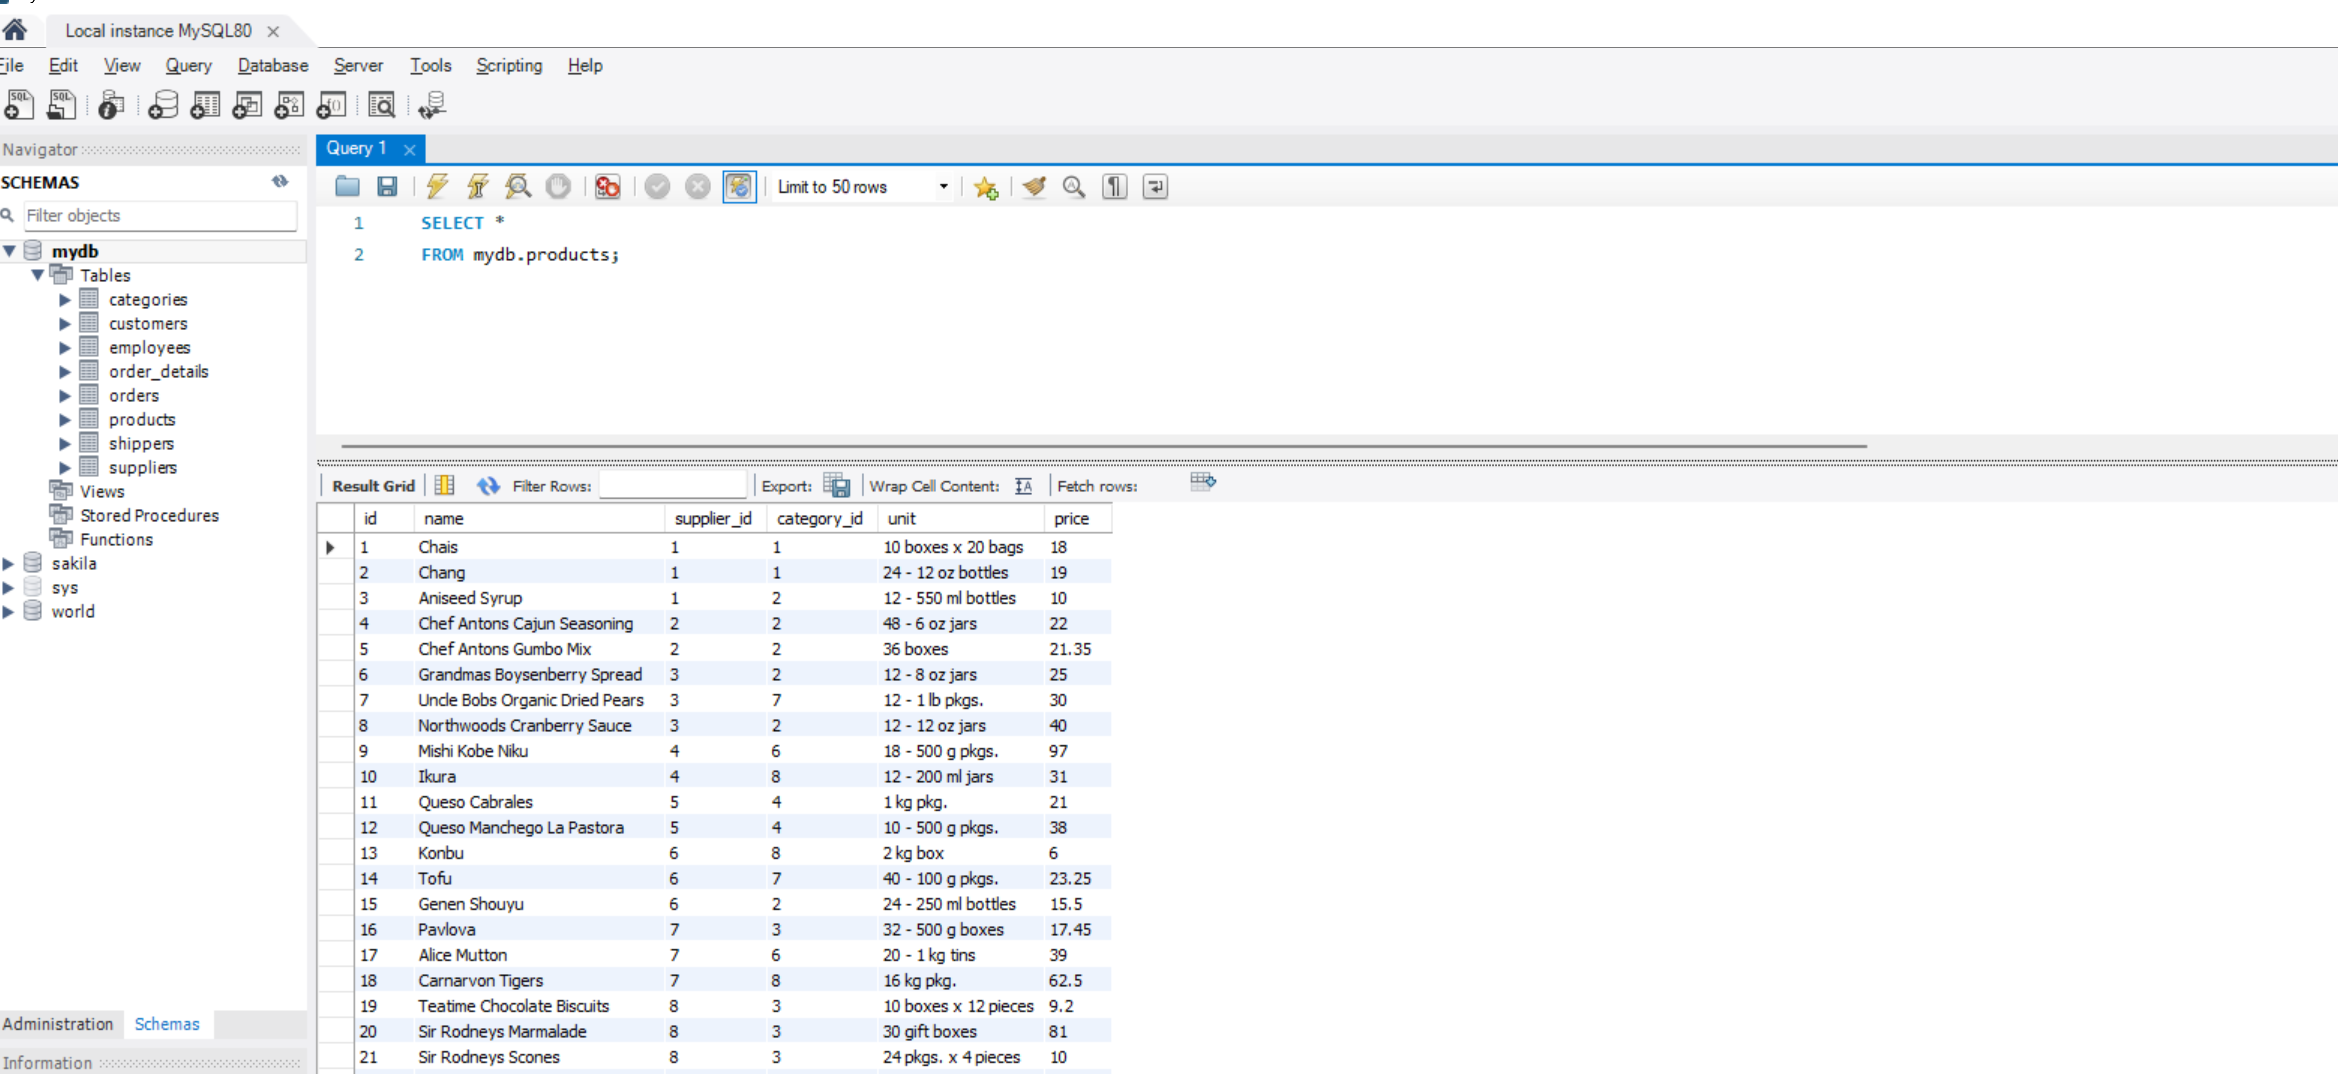 Local instance MySQL80
File Edit View Query Database Server Tools Scripting Help
Navigator
SCHEMAS
Filter objects
mydb
Tables
categories
customers
employees
order_details
orders
products
shippers
suppliers
Views
Stored Procedures
Functions
sakila
sys
world
Administration Schemas
Information
Query 1
Limit to 50 rows
1 SELECT *
2 FROM mydb.products;
Result Grid Filter Rows: Export: Wrap Cell Content: Fetch rows:
id name supplier_id category_id unit price
1 Chais 1 1 10 boxes x 20 bags 18
2 Chang 1 1 24 - 12 oz bottles 19
3 Aniseed Syrup 1 2 12 - 550 ml bottles 10
4 Chef Antons Cajun Seasoning 2 2 48 - 6 oz jars 22
5 Chef Antons Gumbo Mix 2 2 36 boxes 21.35
6 Grandmas Boysenberry Spread 3 2 12 - 8 oz jars 25
7 Uncle Bobs Organic Dried Pears 3 7 12 - 1 lb pkgs. 30
8 Northwoods Cranberry Sauce 3 2 12 - 12 oz jars 40
9 Mishi Kobe Niku 4 6 18 - 500 g pkgs. 97
10 Ikura 4 8 12 - 200 ml jars 31
11 Queso Cabrales 5 4 1 kg pkg. 21
12 Queso Manchego La Pastora 5 4 10 - 500 g pkgs. 38
13 Konbu 6 8 2 kg box 6
14 Tofu 6 7 40 - 100 g pkgs. 23.25
15 Genen Shouyu 6 2 24 - 250 ml bottles 15.5
16 Pavlova 7 3 32 - 500 g boxes 17.45
17 Alice Mutton 7 6 20 - 1 kg tins 39
18 Carnarvon Tigers 7 8 16 kg pkg. 62.5
19 Teatime Chocolate Biscuits 8 3 10 boxes x 12 pieces 9.2
20 Sir Rodneys Marmalade 8 3 30 gift boxes 81
21 Sir Rodneys Scones 8 3 24 pkgs. x 4 pieces 10